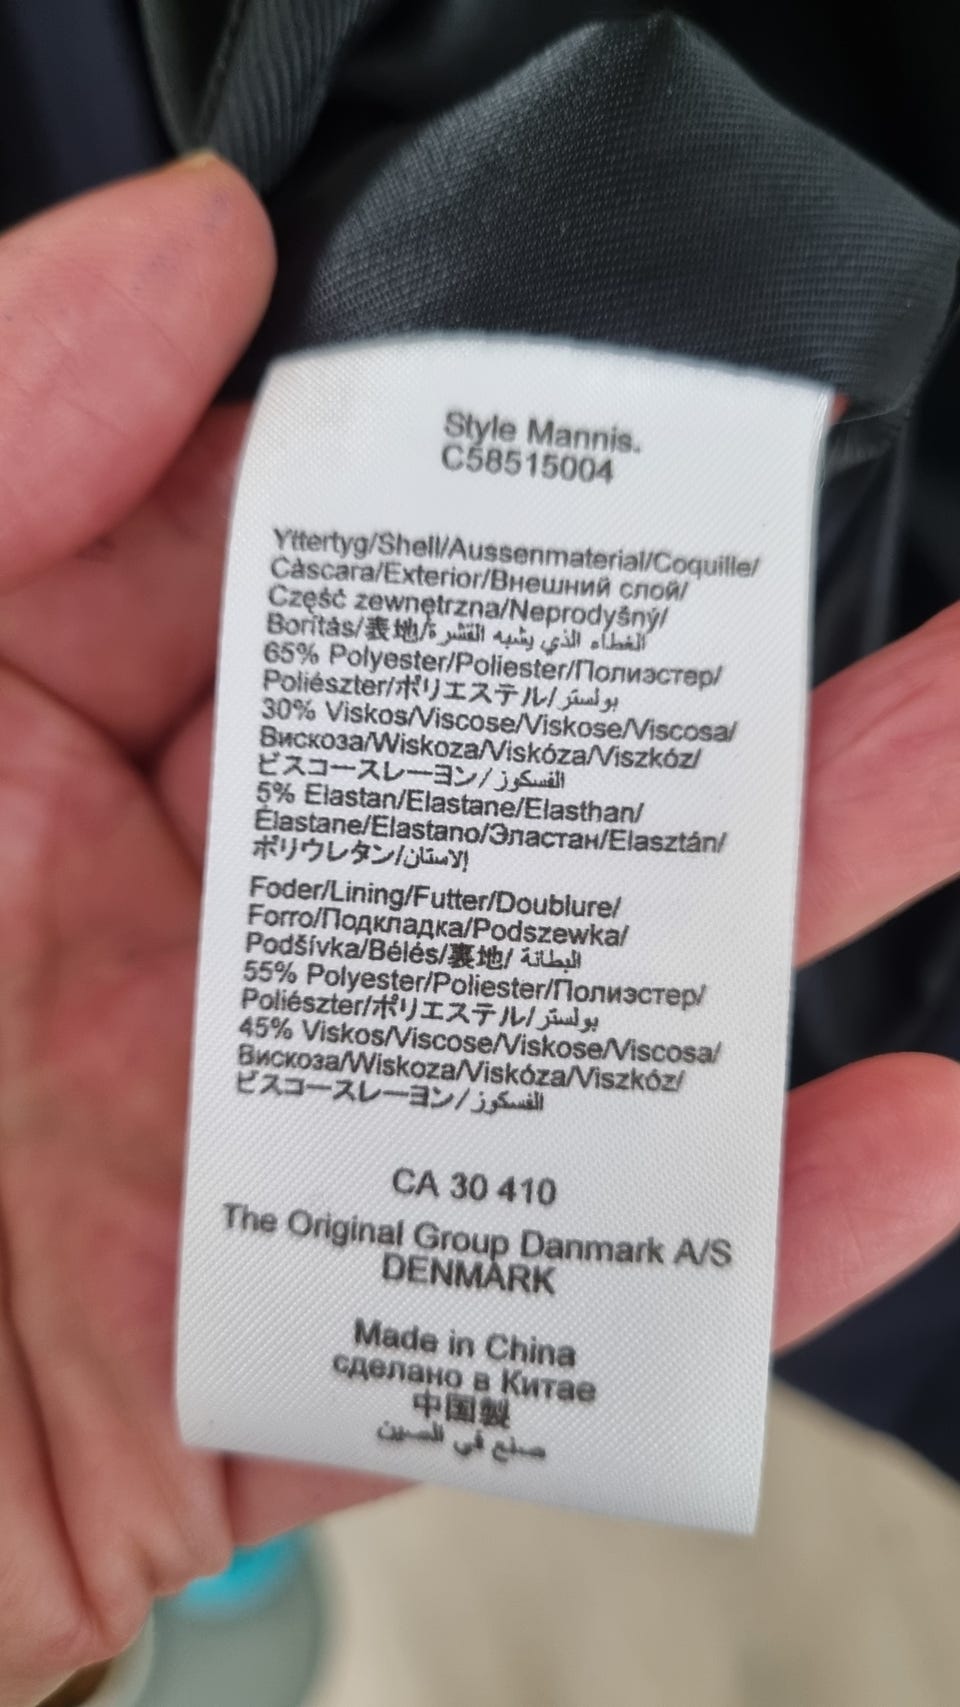 Style Mannis.
C58515004
Yttertyg/Shell/Aussenmaterial/Coquille/
Càscara/Exterior/Внешний слой/
Część zewnętrzna/Neprodyšný/
Borítás/表地/الغطاء الذي يشبه القشرة
65% Polyester/Poliester/Полиэстер/
Poliészter/ポリエステル/بولستر
30% Viskos/Viscose/Viskose/Viscosa/
Вискоза/Wiskoza/Viskóza/Viszkóz/
ビスコースレーヨン/الفسكوز
5% Elastan/Elastane/Elasthan/
Élastane/Elastano/Эластан/Elasztán/
ポリウレタン/إلاستان
Foder/Lining/Futter/Doublure/
Forro/Подкладка/Podszewka/
Podšívka/Bélés/裏地/البطانة
55% Polyester/Poliester/Полиэстер/
Poliészter/ポリエステル/بولستر
45% Viskos/Viscose/Viskose/Viscosa/
Вискоза/Wiskoza/Viskóza/Viszkóz/
ビスコースレーヨン/الفسكوز
CA 30 410
The Original Group Danmark A/S
DENMARK
Made in China
сделано в Китае
中国製
صنع في الصين